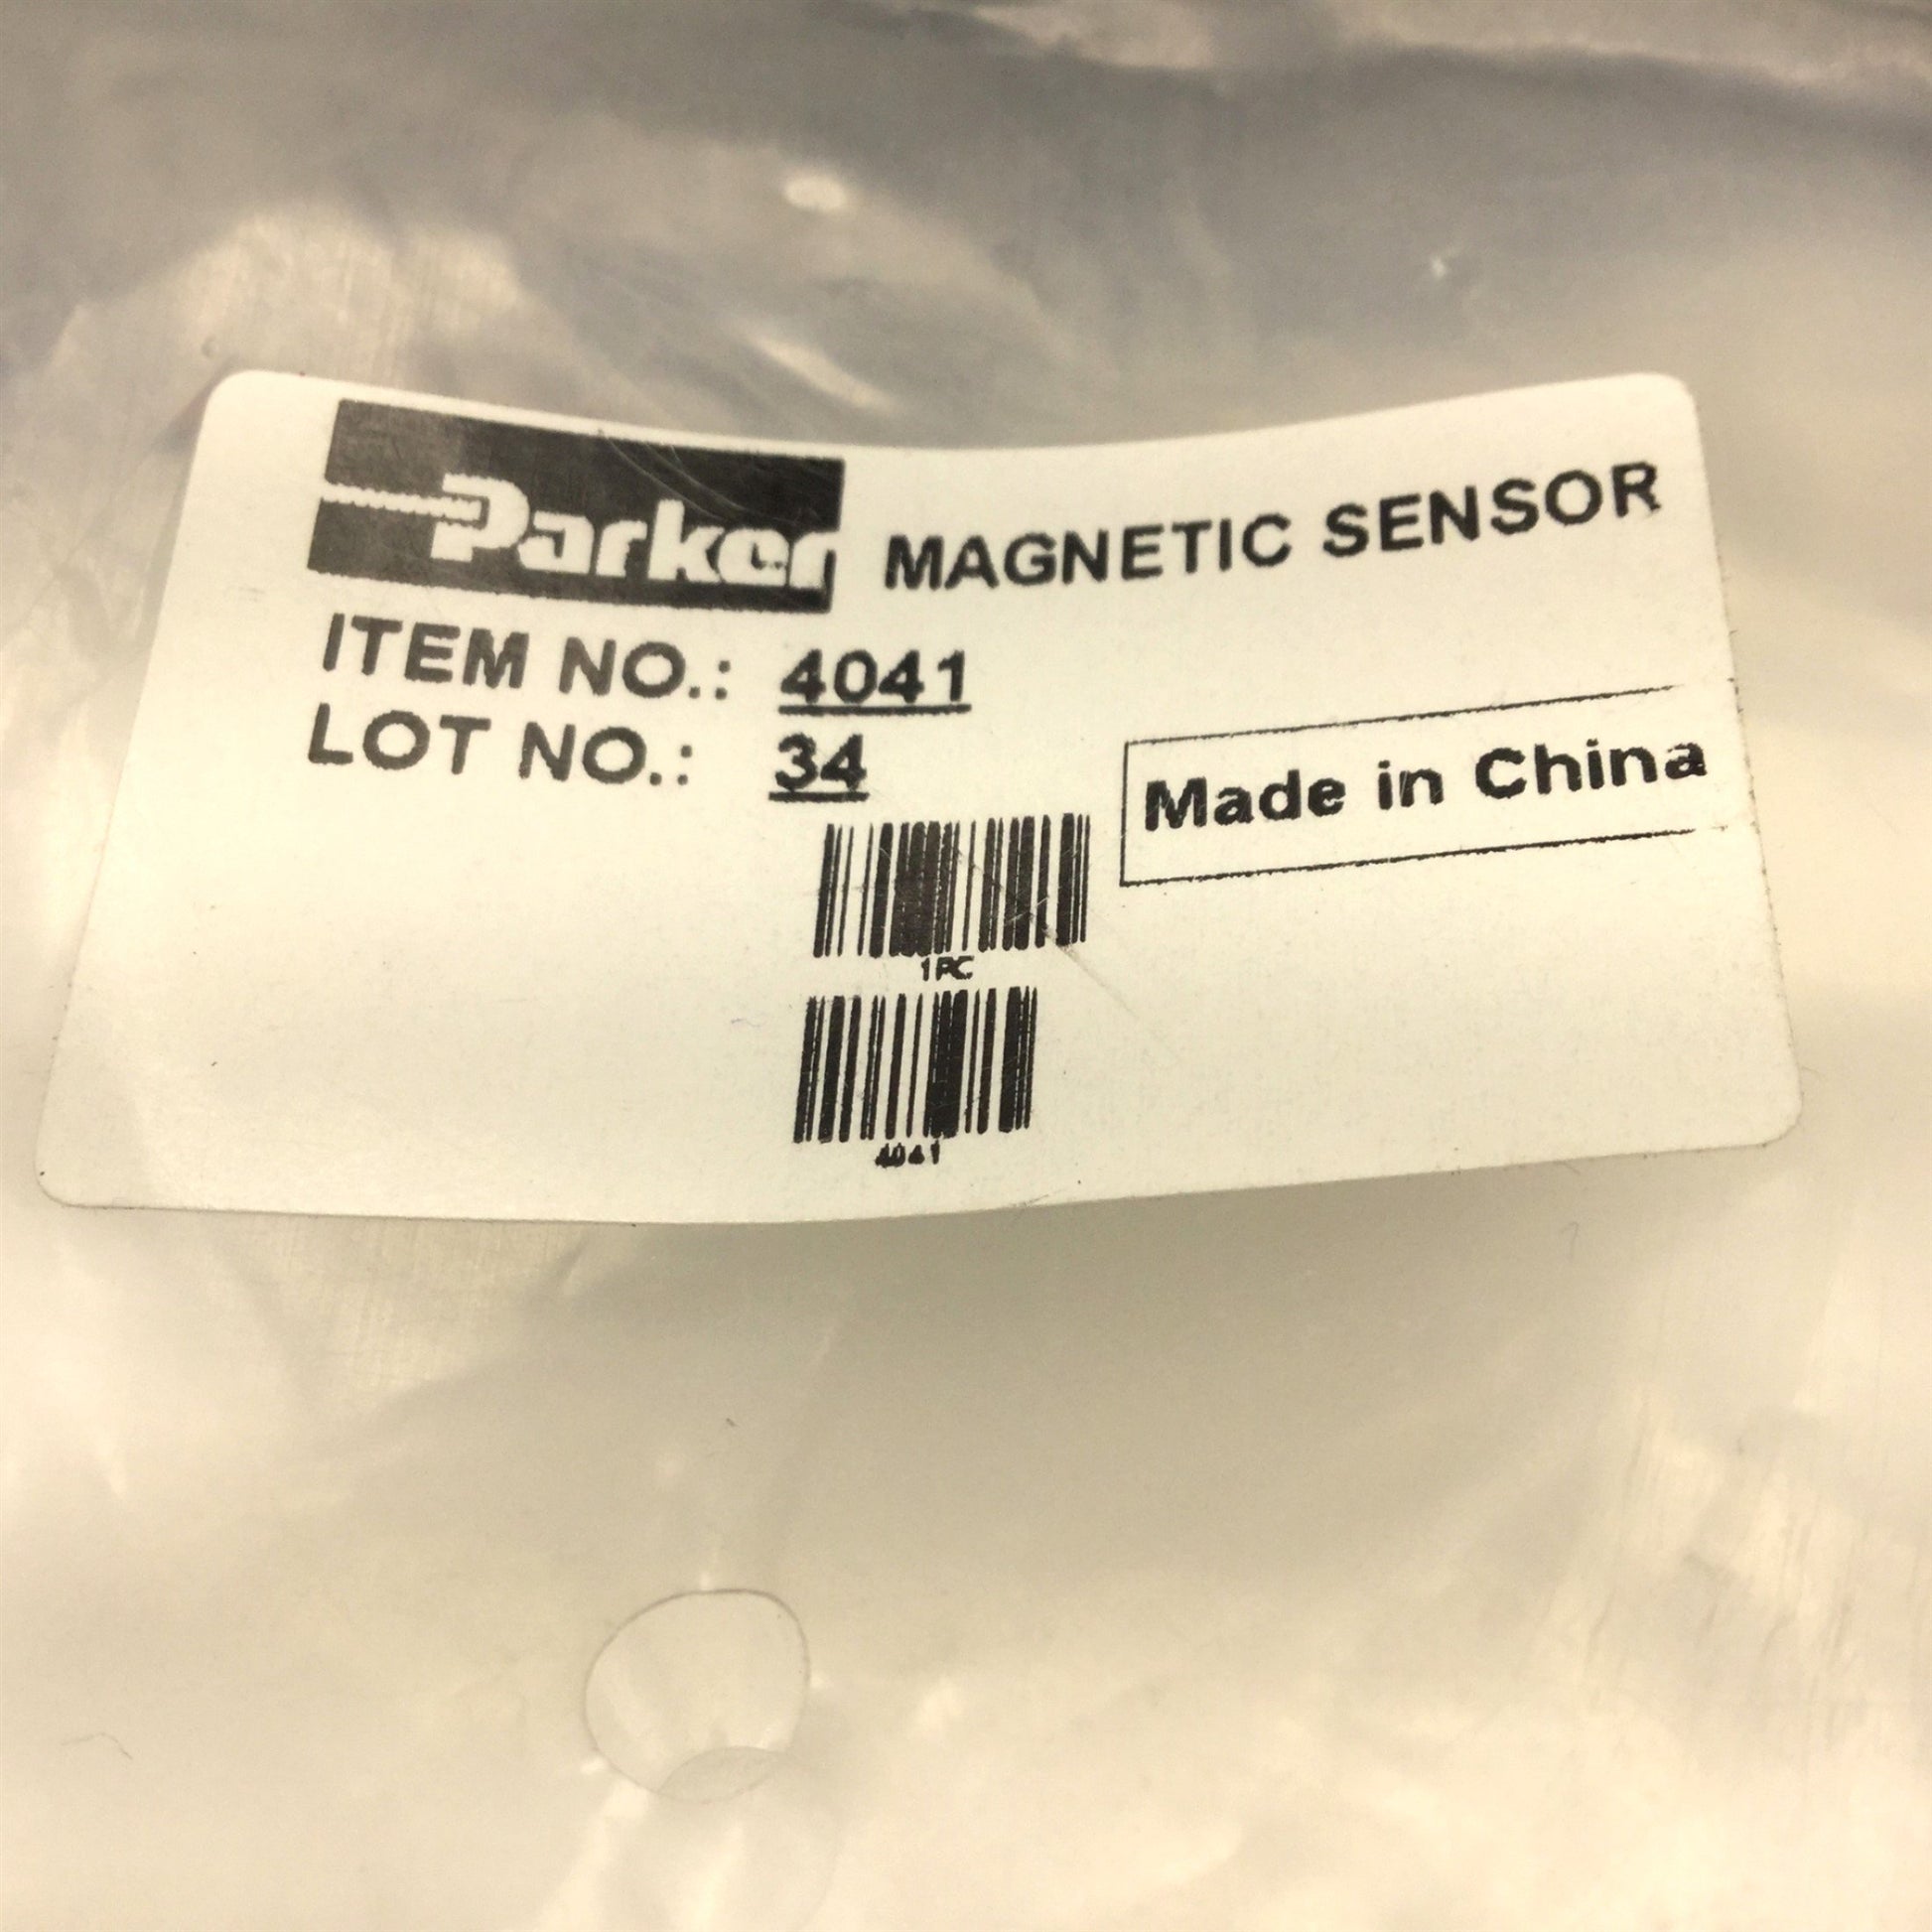 Parker MAGNETIC SENSOR
ITEM NO.: 4041
LOT NO.: 34
Made in China
1PC
4041